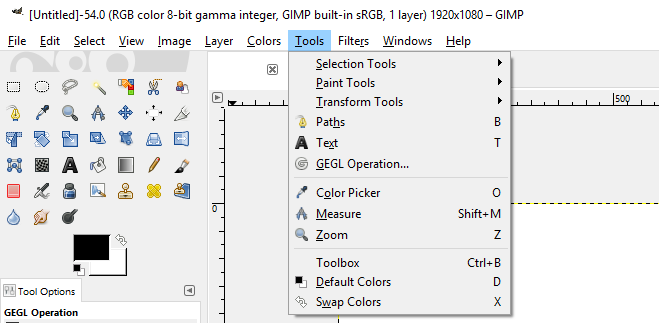 [Untitled]-54.0 (RGB color 8-bit gamma integer, GIMP built-in sRGB, 1 layer) 1920x1080 – GIMP
File Edit Select View Image Layer Colors Tools Filters Windows Help
Selection Tools
Paint Tools
Transform Tools
500
Paths B
Text T
GEGL Operation...
Color Picker O
0
Measure Shift+M
Zoom Z
Toolbox Ctrl+B
Default Colors D
Swap Colors X
Tool Options
GEGL Operation